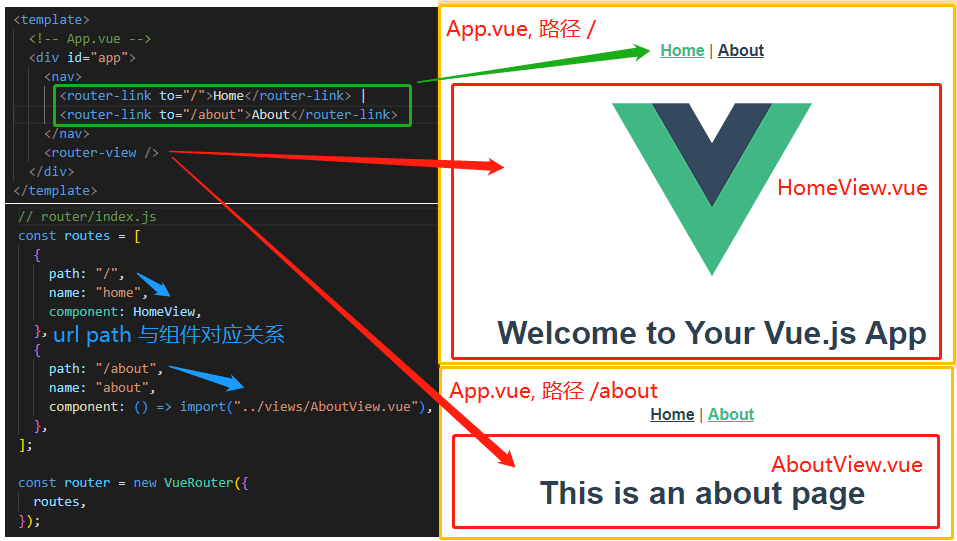 <template>
<!-- App.vue -->
<div id="app">
<nav>
<router-link to="/">Home</router-link> |
<router-link to="/about">About</router-link>
</nav>
<router-view />
</div>
</template>
// router/index.js
const routes = [
{
path: "/",
name: "home",
component: HomeView,
}, url path 与组件对应关系
{
path: "/about",
name: "about",
component: () => import("../views/AboutView.vue"),
},
];
const router = new VueRouter({
routes,
});
App.vue, 路径 /
Home | About
HomeView.vue
Welcome to Your Vue.js App
App.vue, 路径 /about
Home | About
AboutView.vue
This is an about page